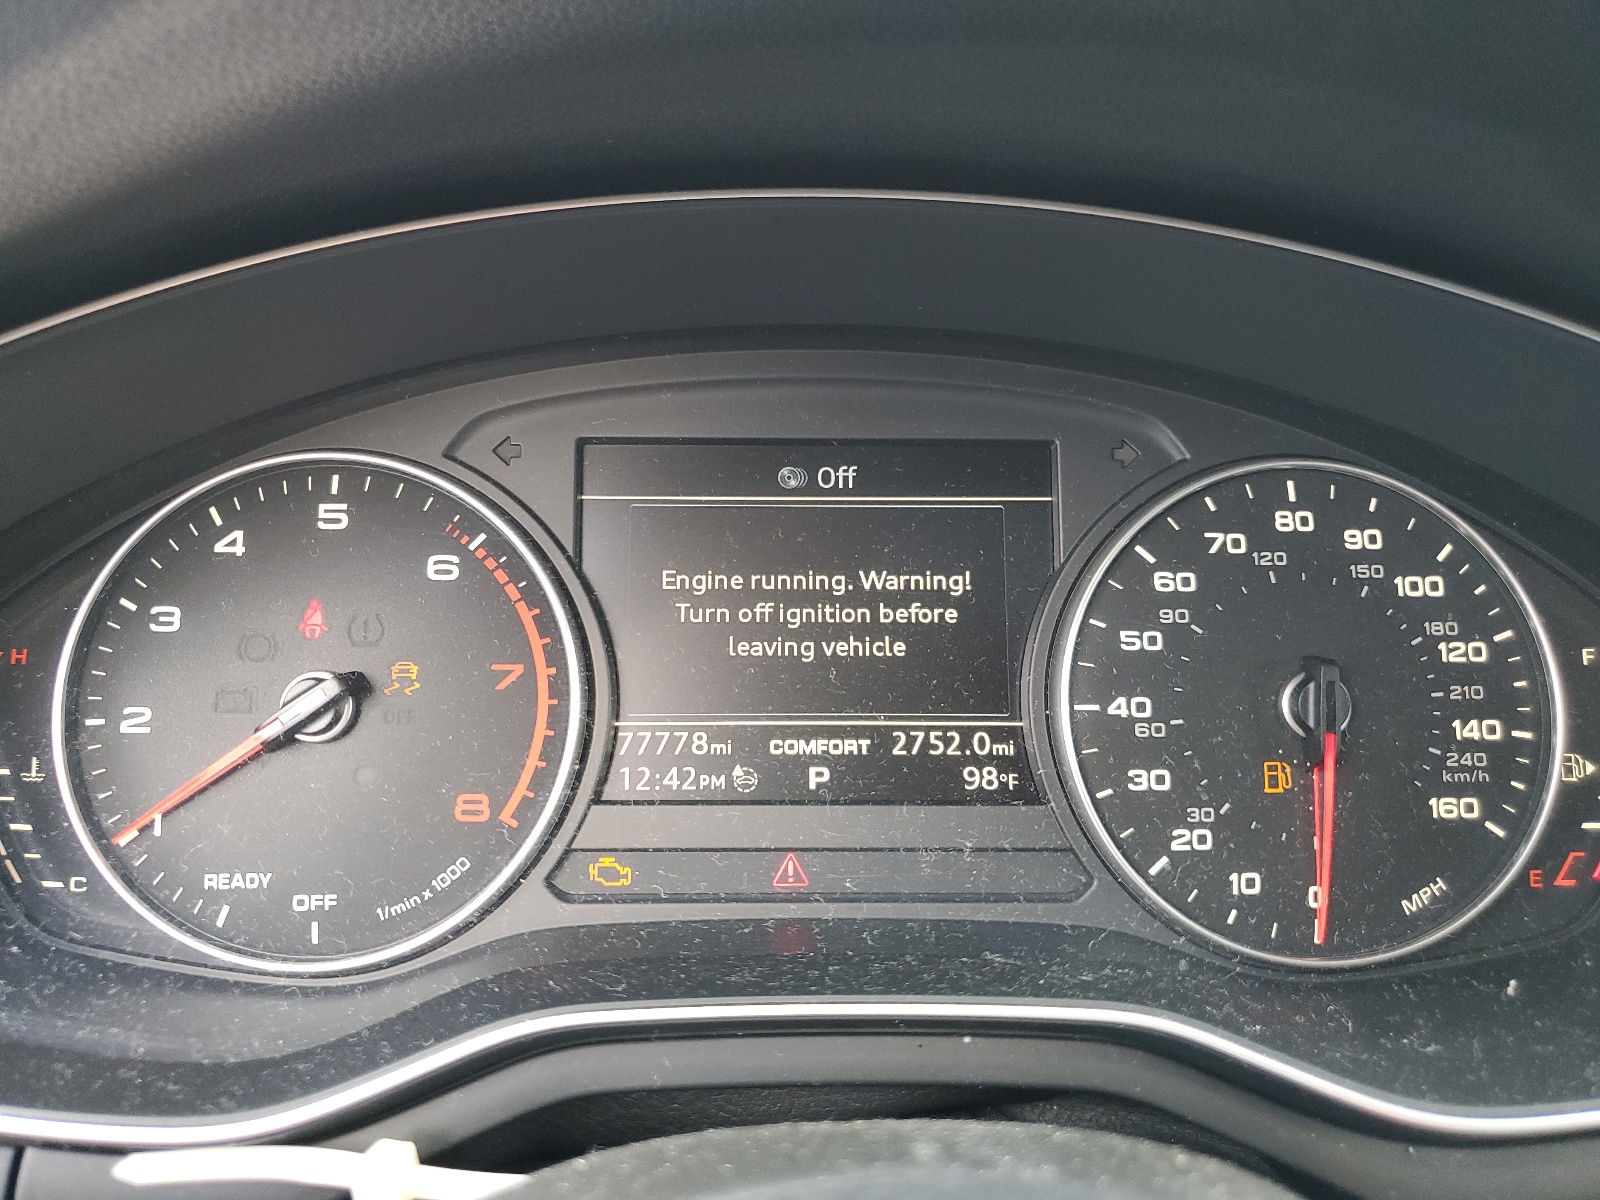 Off
Engine running. Warning!
Turn off ignition before
leaving vehicle
77778mi COMFORT 2752.0mi
12:42PM P 98°F
H
C
OFF
READY
1
2
3
4
5
6
7
8
OFF
1/min x 1000
0
10
20
30
40
50
60
70
80
90
100
120
140
160
MPH
30
60
90
120
150
180
210
240
km/h
F
E